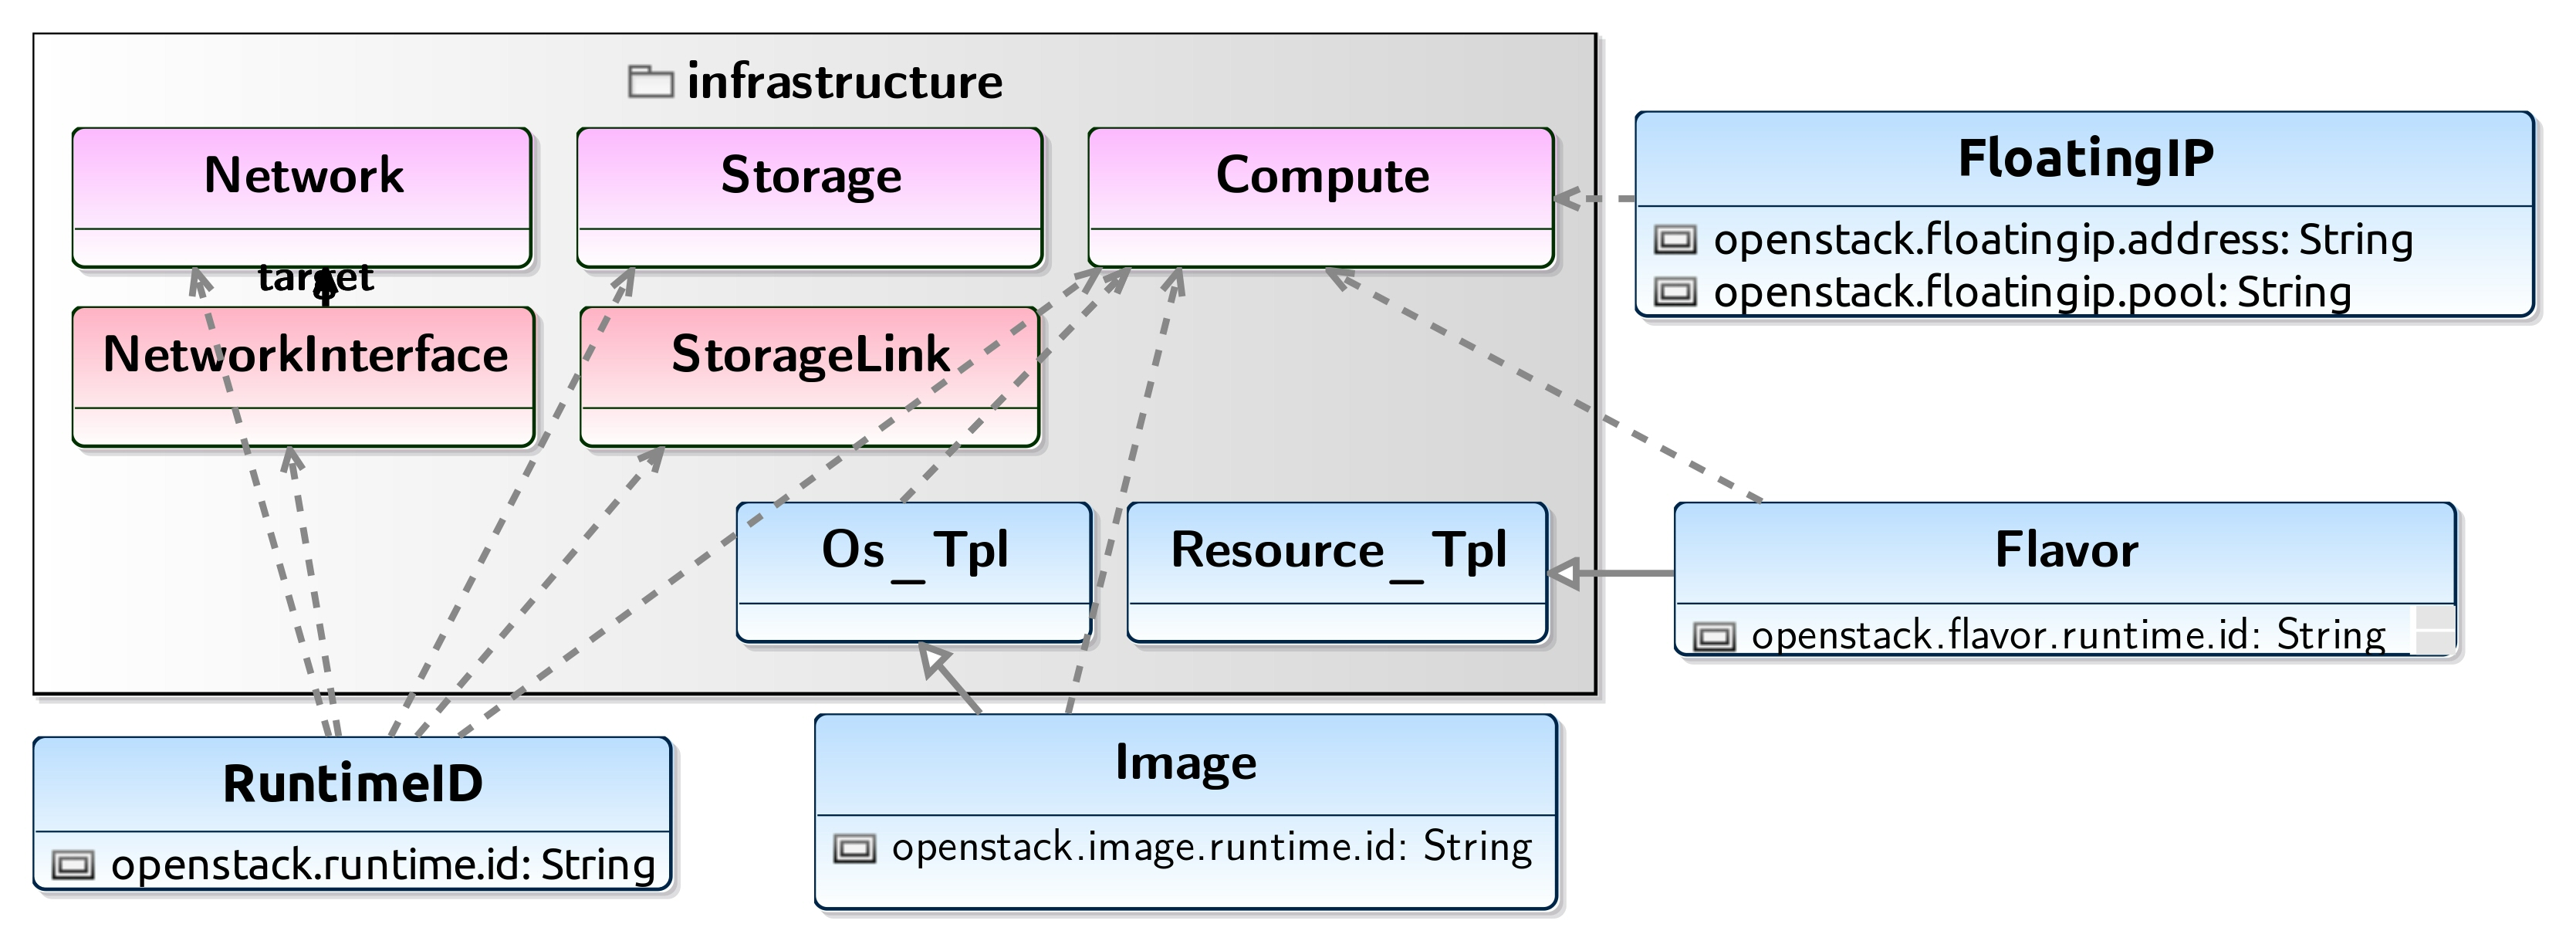 infrastructure
Network
Storage
Compute
FloatingIP
openstack.floatingip.address: String
openstack.floatingip.pool: String
target
NetworkInterface
StorageLink
Os_Tpl
Resource_Tpl
Flavor
openstack.flavor.runtime.id: String
RuntimeID
openstack.runtime.id: String
Image
openstack.image.runtime.id: String